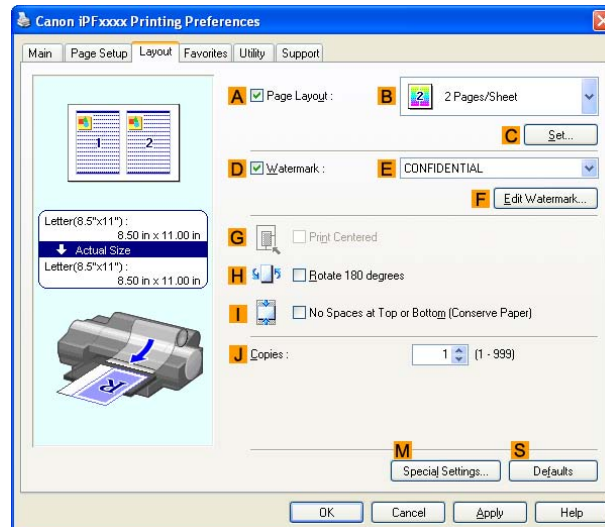 Canon iPFxxxx Printing Preferences
Main Page Setup Layout Favorites Utility Support
A Page Layout : B 2 2 Pages/Sheet
1 2
C Set...
D Watermark : E CONFIDENTIAL
F Edit Watermark...
Letter(8.5"x11") :
8.50 in x 11.00 in
Actual Size
Letter(8.5"x11") :
8.50 in x 11.00 in
G Print Centered
H Rotate 180 degrees
I No Spaces at Top or Bottom (Conserve Paper)
J Copies : 1 (1 - 999)
R
M S
Special Settings... Defaults
OK Cancel Apply Help